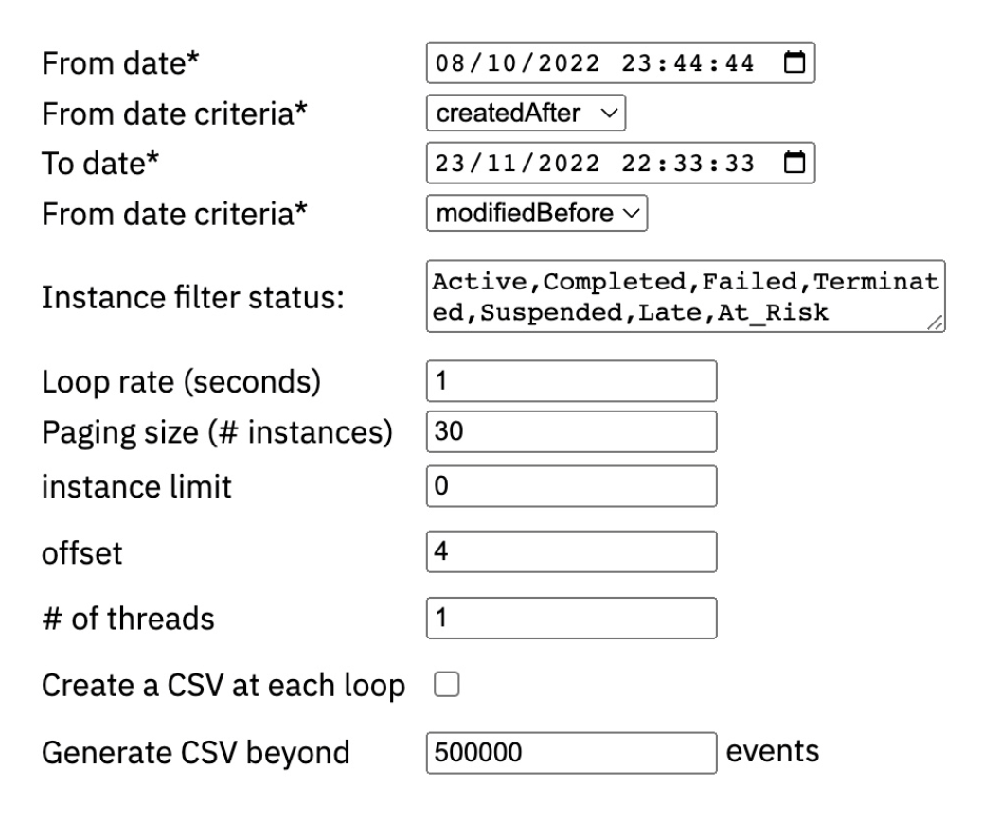 From date* 08/10/2022 23:44:44
From date criteria* createdAfter
To date* 23/11/2022 22:33:33
From date criteria* modifiedBefore
Instance filter status: Active,Completed,Failed,Terminat
ed,Suspended,Late,At_Risk
Loop rate (seconds) 1
Paging size (# instances) 30
instance limit 0
offset 4
# of threads 1
Create a CSV at each loop
Generate CSV beyond 500000 events